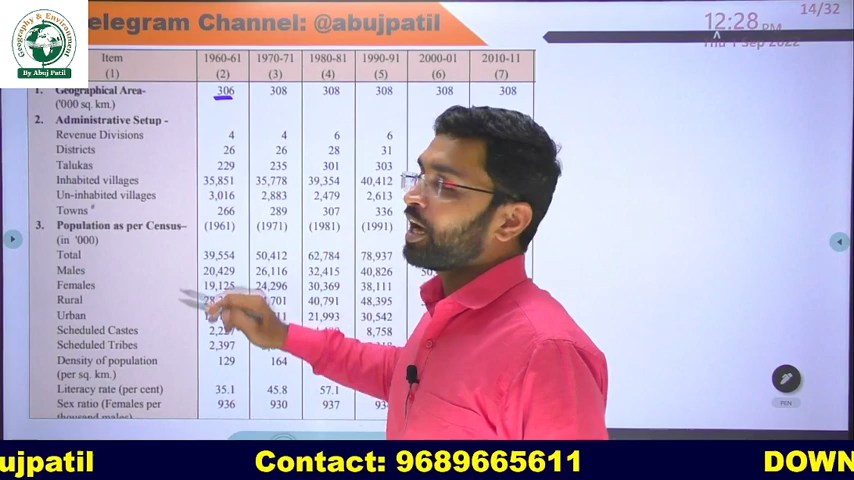 elegram Channel: @abujpatil
12:28 PM
Thu 1 Sep 2022
14/32
Geography & Environment
By Abuj Patil
Item 1960-61 1970-71 1980-81 1990-91 2000-01 2010-11
(1) (2) (3) (4) (5) (6) (7)
1. Geographical Area- 306 308 308 308 308 308
('000 sq. km.)
2. Administrative Setup -
Revenue Divisions 4 4 6 6
Districts 26 26 28 31
Talukas 229 235 301 303
Inhabited villages 35,851 35,778 39,354 40,412
Un-inhabited villages 3,016 2,883 2,479 2,613
Towns # 266 289 307 336
3. Population as per Census– (1961) (1971) (1981) (1991)
(in '000)
Total 39,554 50,412 62,784 78,937
Males 20,429 26,116 32,415 40,826 50
Females 19,125 24,296 30,369 38,111
Rural 701 40,791 48,395
Urban 21,993 30,542
Scheduled Castes 8,758
Scheduled Tribes 2,397
Density of population 129 164
(per sq. km.)
Literacy rate (per cent) 35.1 45.8 57.1
Sex ratio (Females per 936 930 937 934
thousand males)
PEN
ujpatil Contact: 9689665611 DOWN